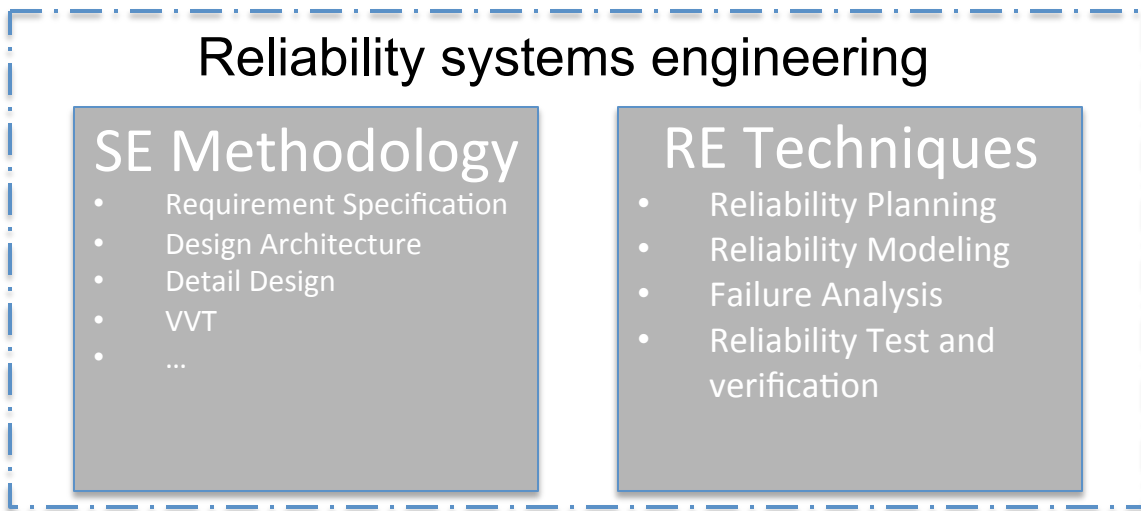 Reliability systems engineering
SE Methodology
• Requirement Specification
• Design Architecture
• Detail Design
• VVT
• …
RE Techniques
• Reliability Planning
• Reliability Modeling
• Failure Analysis
• Reliability Test and
verification